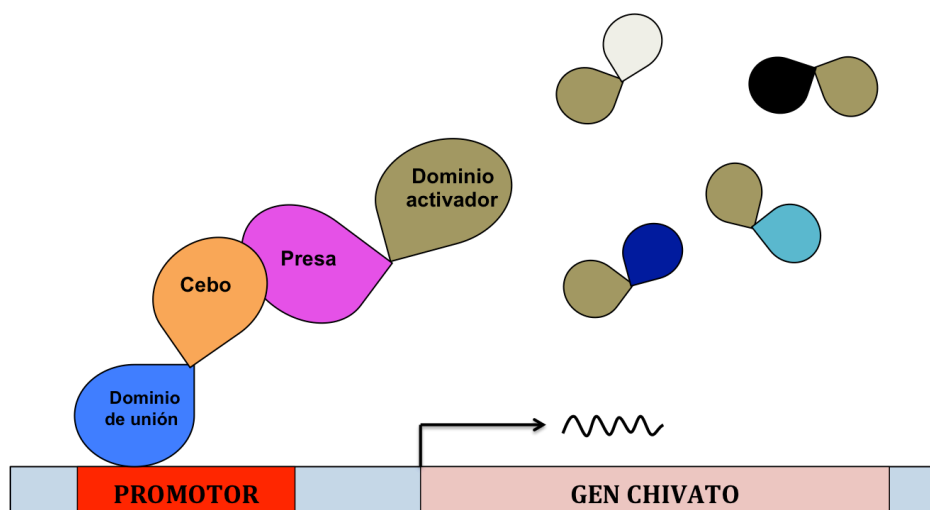 Dominio
activador
Presa
Cebo
Dominio
de unión
PROMOTOR
GEN CHIVATO